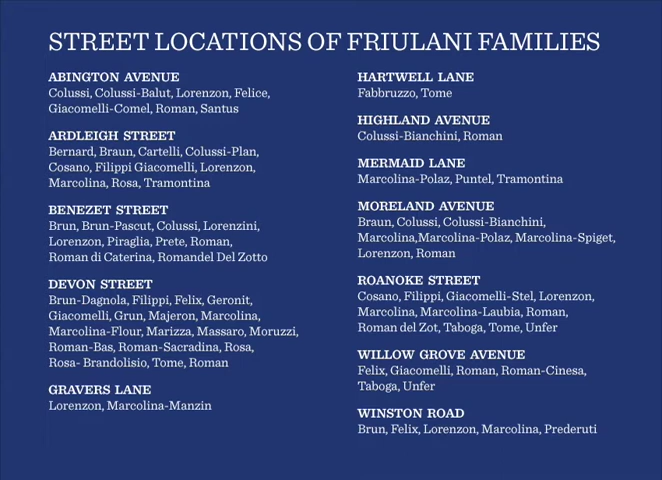 STREET LOCATIONS OF FRIULANI FAMILIES
ABINGTON AVENUE
Colussi, Colussi-Balut, Lorenzon, Felice,
Giacomelli-Comel, Roman, Santus
ARDLEIGH STREET
Bernard, Braun, Cartelli, Colussi-Plan,
Cosano, Filippi Giacomelli, Lorenzon,
Marcolina, Rosa, Tramontina
BENEZET STREET
Brun, Brun-Pascut, Colussi, Lorenzini,
Lorenzon, Piraglia, Prete, Roman,
Roman di Caterina, Romandel Del Zotto
DEVON STREET
Brun-Dagnola, Filippi, Felix, Geronit,
Giacomelli, Grun, Majeron, Marcolina,
Marcolina-Flour, Marizza, Massaro, Moruzzi,
Roman-Bas, Roman-Sacradina, Rosa,
Rosa- Brandolisio, Tome, Roman
GRAVERS LANE
Lorenzon, Marcolina-Manzin
HARTWELL LANE
Fabbruzzo, Tome
HIGHLAND AVENUE
Colussi-Bianchini, Roman
MERMAID LANE
Marcolina-Polaz, Puntel, Tramontina
MORELAND AVENUE
Braun, Colussi, Colussi-Bianchini,
Marcolina,Marcolina-Polaz, Marcolina-Spiget,
Lorenzon, Roman
ROANOKE STREET
Cosano, Filippi, Giacomelli-Stel, Lorenzon,
Marcolina, Marcolina-Laubia, Roman,
Roman del Zot, Taboga, Tome, Unfer
WILLOW GROVE AVENUE
Felix, Giacomelli, Roman, Roman-Cinesa,
Taboga, Unfer
WINSTON ROAD
Brun, Felix, Lorenzon, Marcolina, Prederuti